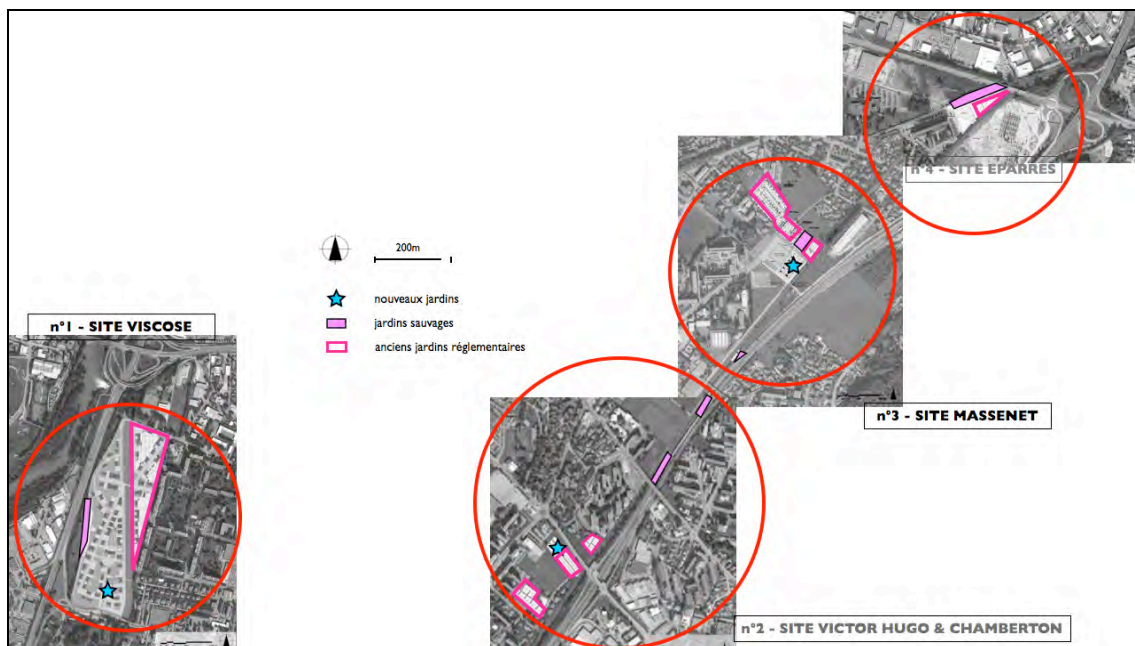 n°4 - SITE EPARRES
200m
nouveaux jardins
jardins sauvages
anciens jardins réglementaires
n°1 - SITE VISCOSE
n°3 - SITE MASSENET
n°2 - SITE VICTOR HUGO & CHAMBERTON